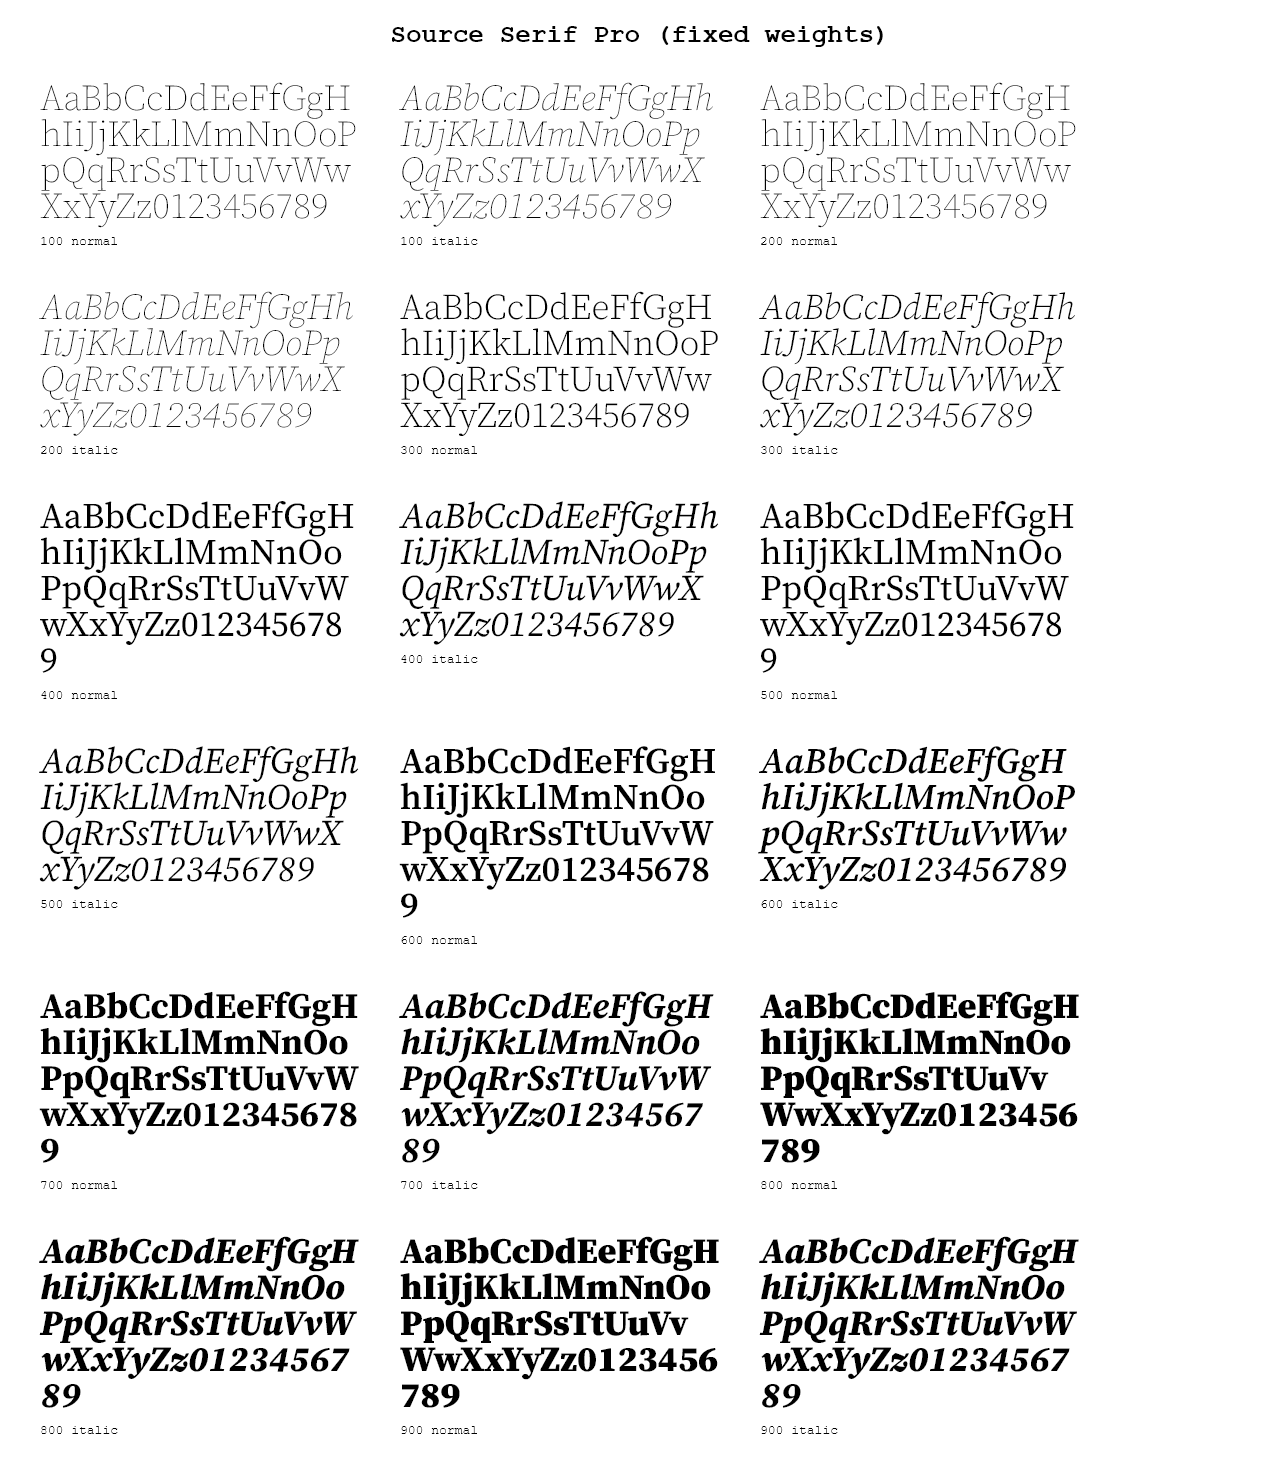 Source Serif Pro (fixed weights)
AaBbCcDdEeFfGgH
hIiJjKkLlMmNnOoP
pQqRrSsTtUuVvWw
XxYyZz0123456789
100 normal
AaBbCcDdEeFfGgHh
IiJjKkLlMmNnOoPp
QqRrSsTtUuVvWwX
xYyZz0123456789
100 italic
AaBbCcDdEeFfGgH
hIiJjKkLlMmNnOoP
pQqRrSsTtUuVvWw
XxYyZz0123456789
200 normal
AaBbCcDdEeFfGgHh
IiJjKkLlMmNnOoPp
QqRrSsTtUuVvWwX
xYyZz0123456789
200 italic
AaBbCcDdEeFfGgH
hIiJjKkLlMmNnOoP
pQqRrSsTtUuVvWw
XxYyZz0123456789
300 normal
AaBbCcDdEeFfGgHh
IiJjKkLlMmNnOoPp
QqRrSsTtUuVvWwX
xYyZz0123456789
300 italic
AaBbCcDdEeFfGgH
hIiJjKkLlMmNnOo
PpQqRrSsTtUuVvW
wXxYyZz012345678
9
400 normal
AaBbCcDdEeFfGgHh
IiJjKkLlMmNnOoPp
QqRrSsTtUuVvWwX
xYyZz0123456789
400 italic
AaBbCcDdEeFfGgH
hIiJjKkLlMmNnOo
PpQqRrSsTtUuVvW
wXxYyZz012345678
9
500 normal
AaBbCcDdEeFfGgHh
IiJjKkLlMmNnOoPp
QqRrSsTtUuVvWwX
xYyZz0123456789
500 italic
AaBbCcDdEeFfGgH
hIiJjKkLlMmNnOo
PpQqRrSsTtUuVvW
wXxYyZz012345678
9
600 normal
AaBbCcDdEeFfGgH
hIiJjKkLlMmNnOoP
pQqRrSsTtUuVvWw
XxYyZz0123456789
600 italic
AaBbCcDdEeFfGgH
hIiJjKkLlMmNnOo
PpQqRrSsTtUuVvW
wXxYyZz012345678
9
700 normal
AaBbCcDdEeFfGgH
hIiJjKkLlMmNnOo
PpQqRrSsTtUuVvW
wXxYyZz01234567
89
700 italic
AaBbCcDdEeFfGgH
hIiJjKkLlMmNnOo
PpQqRrSsTtUuVv
WwXxYyZz0123456
789
800 normal
AaBbCcDdEeFfGgH
hIiJjKkLlMmNnOo
PpQqRrSsTtUuVvW
wXxYyZz01234567
89
800 italic
AaBbCcDdEeFfGgH
hIiJjKkLlMmNnOo
PpQqRrSsTtUuVv
WwXxYyZz0123456
789
900 normal
AaBbCcDdEeFfGgH
hIiJjKkLlMmNnOo
PpQqRrSsTtUuVvW
wXxYyZz01234567
89
900 italic